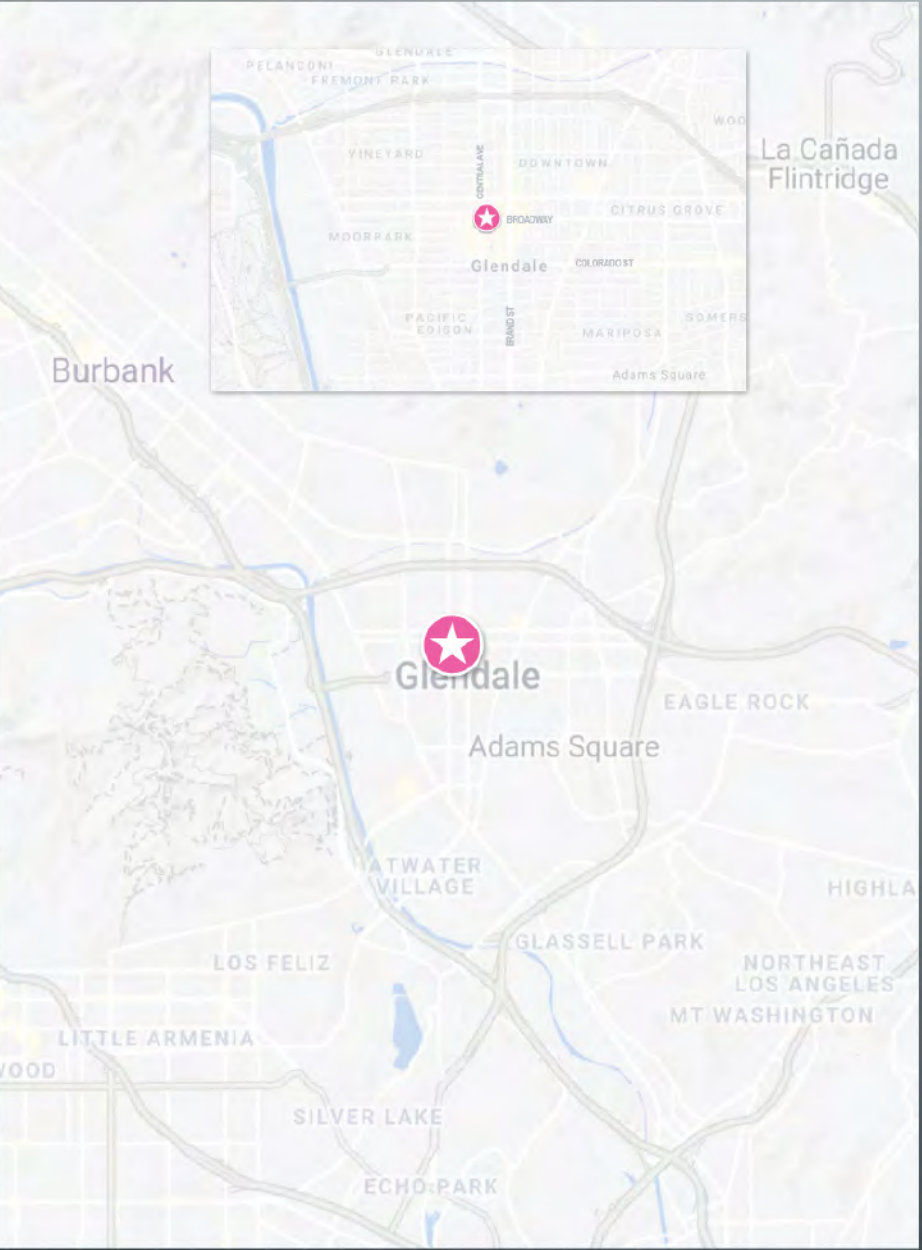 GLENDALE
PELANCONI
FREMONT PARK
WOO
La Cañada
Flintridge
VINEYARD
CENTRAL AVE
DOWNTOWN
CITRUS GROVE
BROADWAY
MOORPARK
Glendale
COLORADO ST
PACIFIC
EDISON
BRAND ST
SOMERS
MARIPOSA
Adams Square
Burbank
Glendale
EAGLE ROCK
Adams Square
ATWATER
VILLAGE
HIGHLA
GLASSELL PARK
LOS FELIZ
NORTHEAST
LOS ANGELES
MT WASHINGTON
LITTLE ARMENIA
WOOD
SILVER LAKE
ECHO PARK